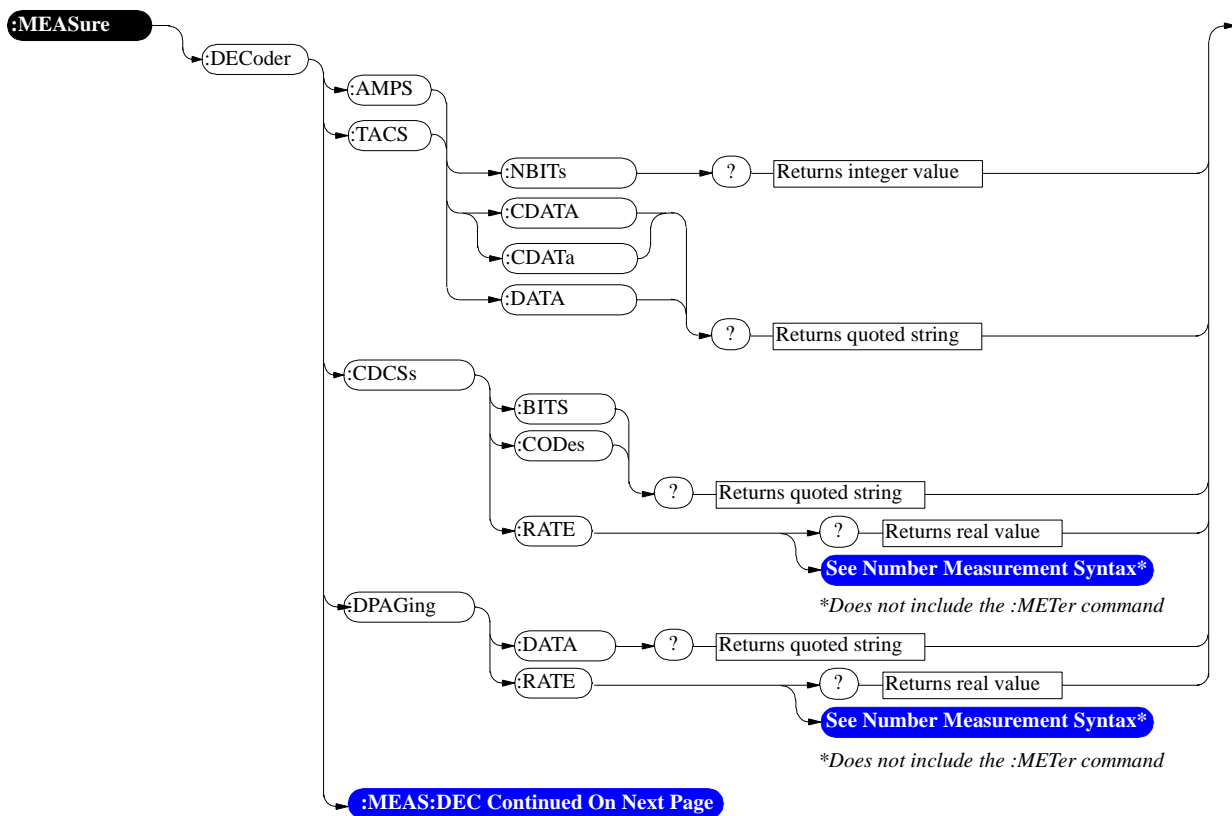 :MEASure
:DECoder
:AMPS
:TACS
:NBITs ? Returns integer value
:CDATA
:CDATa
:DATA
? Returns quoted string
:CDCSs
:BITS
:CODes
? Returns quoted string
:RATE ? Returns real value
See Number Measurement Syntax*
*Does not include the :METer command
:DPAGing
:DATA ? Returns quoted string
:RATE ? Returns real value
See Number Measurement Syntax*
*Does not include the :METer command
:MEAS:DEC Continued On Next Page